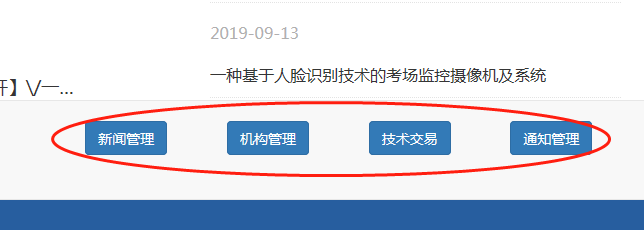 2019-09-13
一种基于人脸识别技术的考场监控摄像机及系统
】\/一...
新闻管理 机构管理 技术交易 通知管理